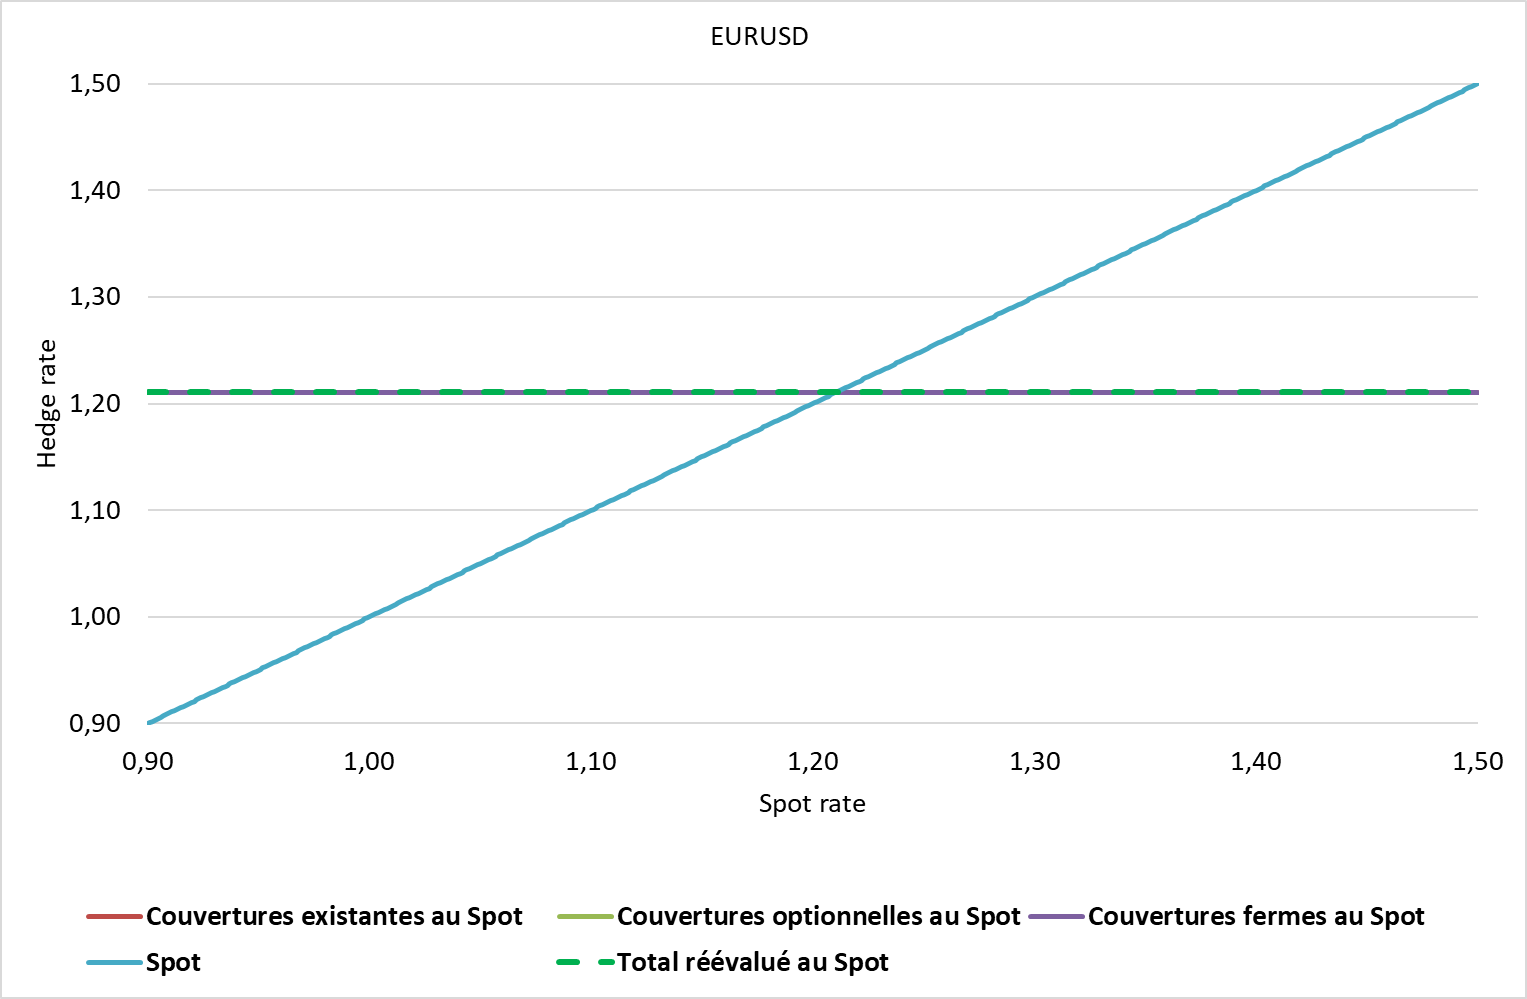 EURUSD
1,50
1,40
1,30
1,20
1,10
1,00
0,90
Hedge rate
0,90 1,00 1,10 1,20 1,30 1,40 1,50
Spot rate
Couvertures existantes au Spot Couvertures optionnelles au Spot Couvertures fermes au Spot
Spot Total réévalué au Spot